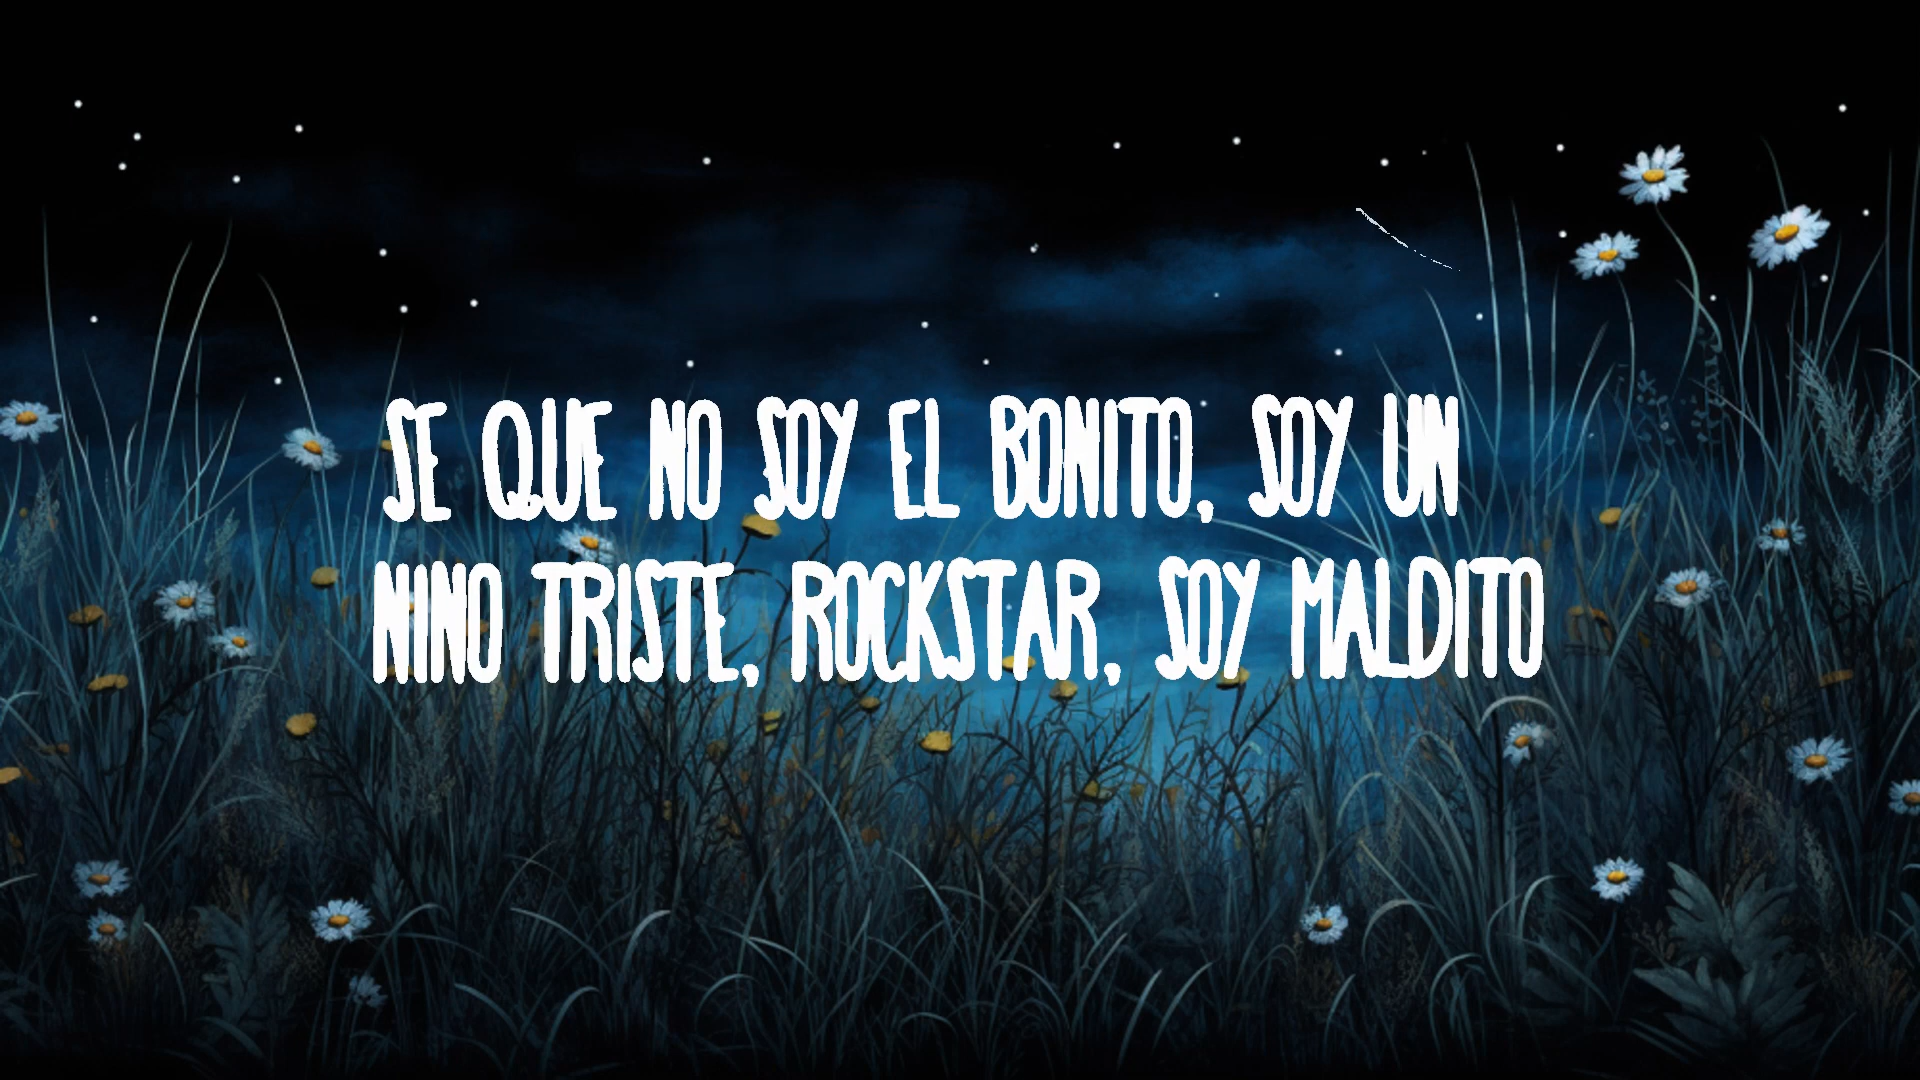 SE QUE NO SOY EL BONITO, SOY UN
NINO TRISTE, ROCKSTAR, SOY MALDITO